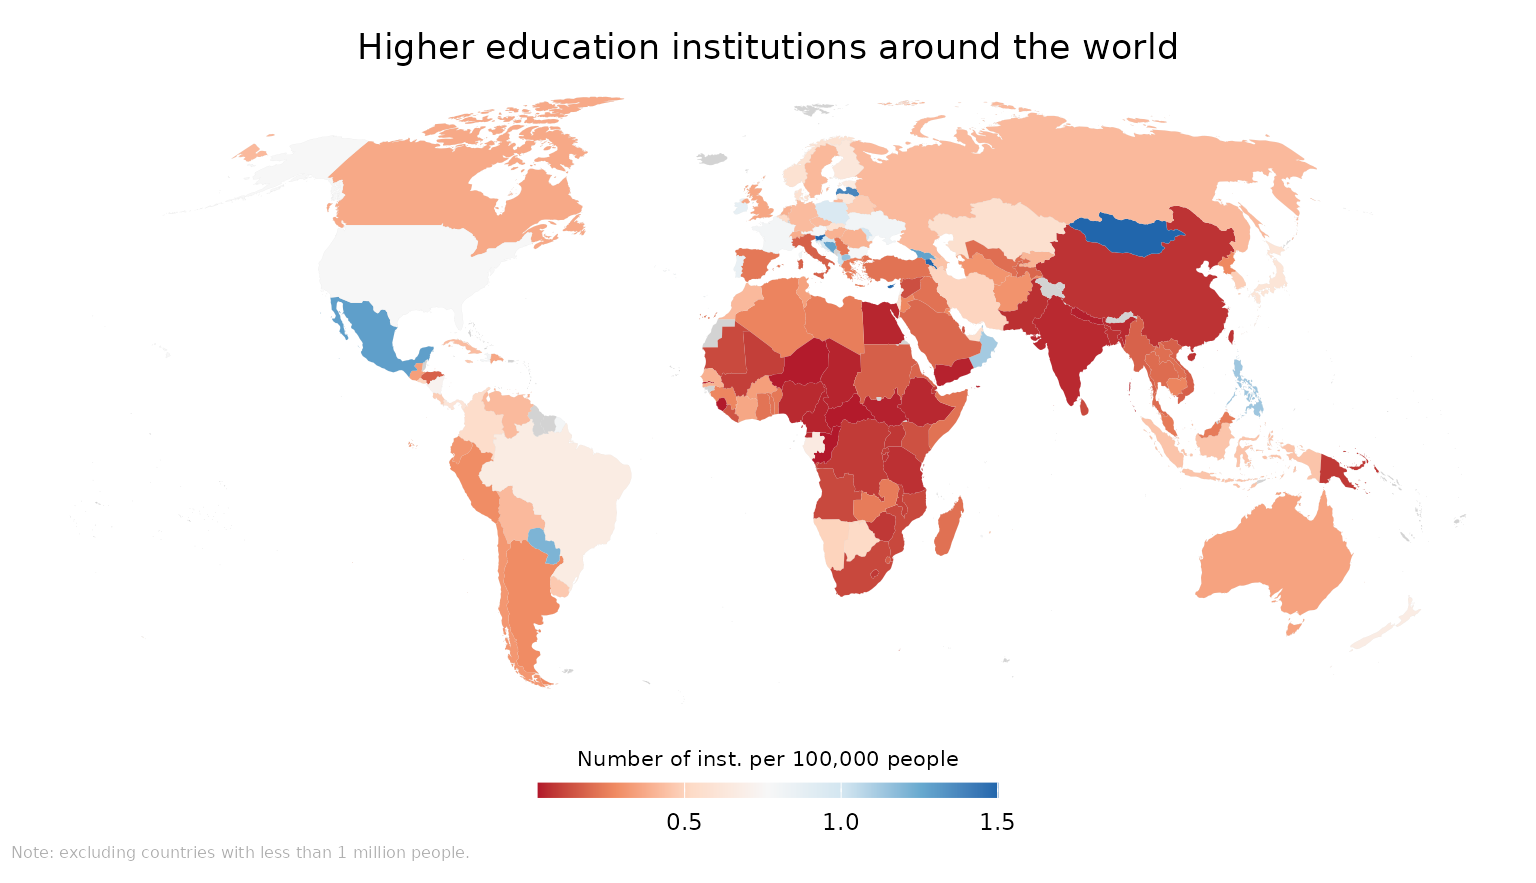 Higher education institutions around the world
Number of inst. per 100,000 people
0.5
1.0
1.5
Note: excluding countries with less than 1 million people.